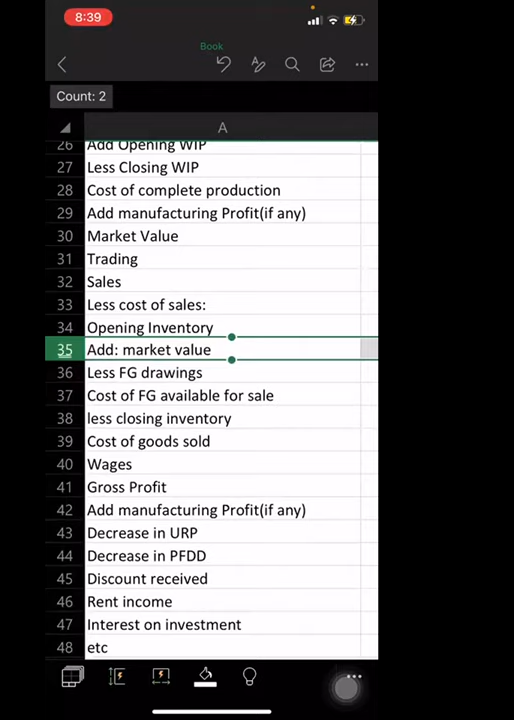 8:39
Book
Count: 2
A
26 Add Opening WIP
27 Less Closing WIP
28 Cost of complete production
29 Add manufacturing Profit(if any)
30 Market Value
31 Trading
32 Sales
33 Less cost of sales:
34 Opening Inventory
35 Add: market value
36 Less FG drawings
37 Cost of FG available for sale
38 less closing inventory
39 Cost of goods sold
40 Wages
41 Gross Profit
42 Add manufacturing Profit(if any)
43 Decrease in URP
44 Decrease in PFDD
45 Discount received
46 Rent income
47 Interest on investment
48 etc